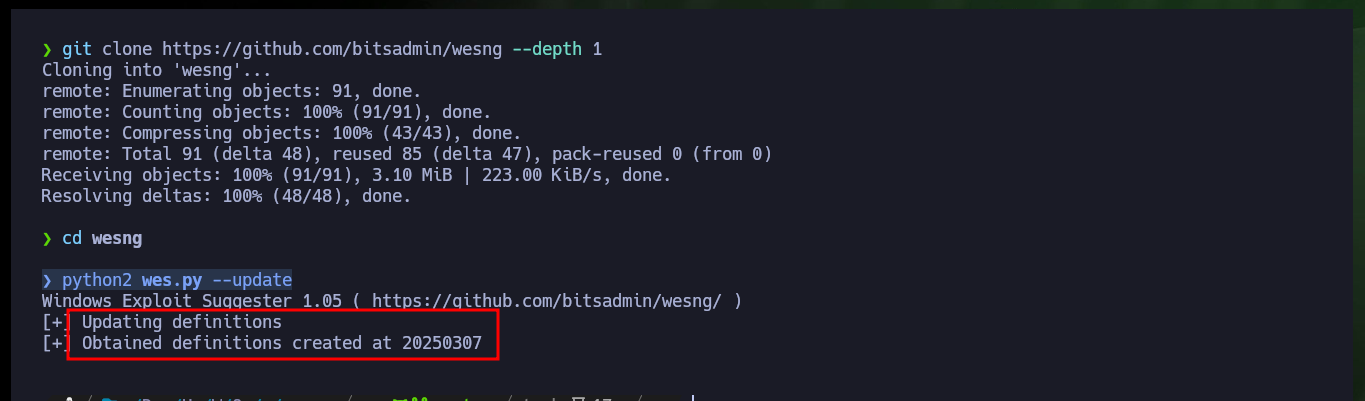 ❯ git clone https://github.com/bitsadmin/wesng --depth 1
Cloning into 'wesng'...
remote: Enumerating objects: 91, done.
remote: Counting objects: 100% (91/91), done.
remote: Compressing objects: 100% (43/43), done.
remote: Total 91 (delta 48), reused 85 (delta 47), pack-reused 0 (from 0)
Receiving objects: 100% (91/91), 3.10 MiB | 223.00 KiB/s, done.
Resolving deltas: 100% (48/48), done.
❯ cd wesng
❯ python2 wes.py --update
Windows Exploit Suggester 1.05 ( https://github.com/bitsadmin/wesng/ )
[+] Updating definitions
[+] Obtained definitions created at 20250307